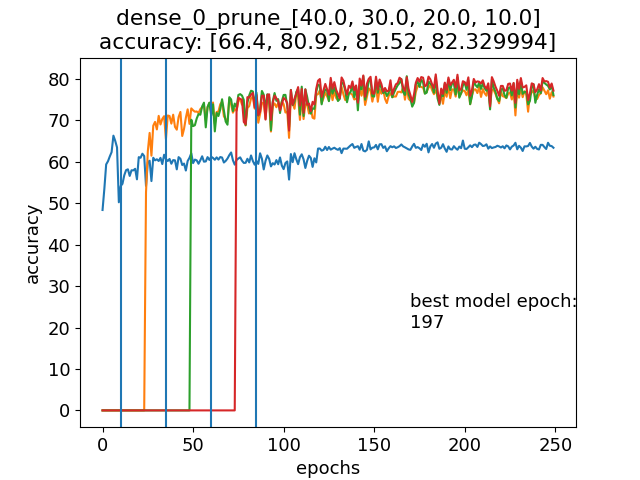 dense_0_prune_[40.0, 30.0, 20.0, 10.0]
accuracy: [66.4, 80.92, 81.52, 82.329994]
80
70
60
50
40
30
20
10
0
accuracy
best model epoch:
197
0 50 100 150 200 250
epochs